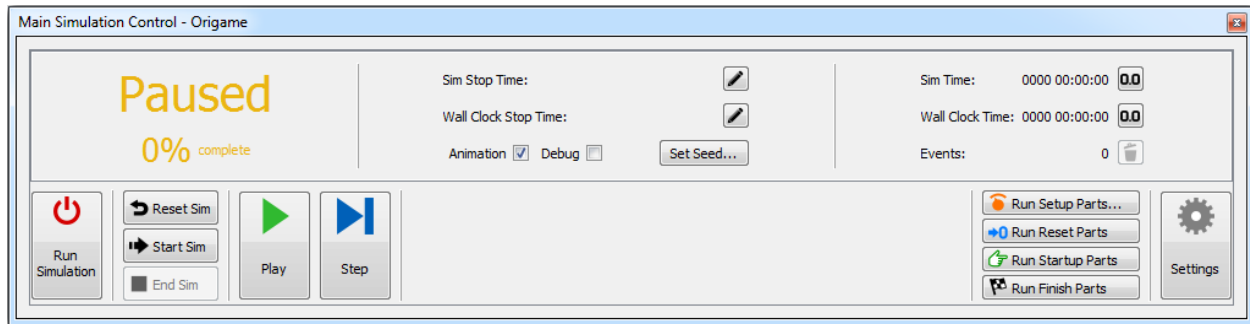 Main Simulation Control - Origame
Paused
0% complete
Sim Stop Time:
Wall Clock Stop Time:
Animation Debug Set Seed...
Sim Time: 0000 00:00:00 0.0
Wall Clock Time: 0000 00:00:00 0.0
Events: 0
Run
Simulation
Reset Sim
Start Sim
End Sim
Play
Step
Run Setup Parts...
0 Run Reset Parts
Run Startup Parts
Run Finish Parts
Settings